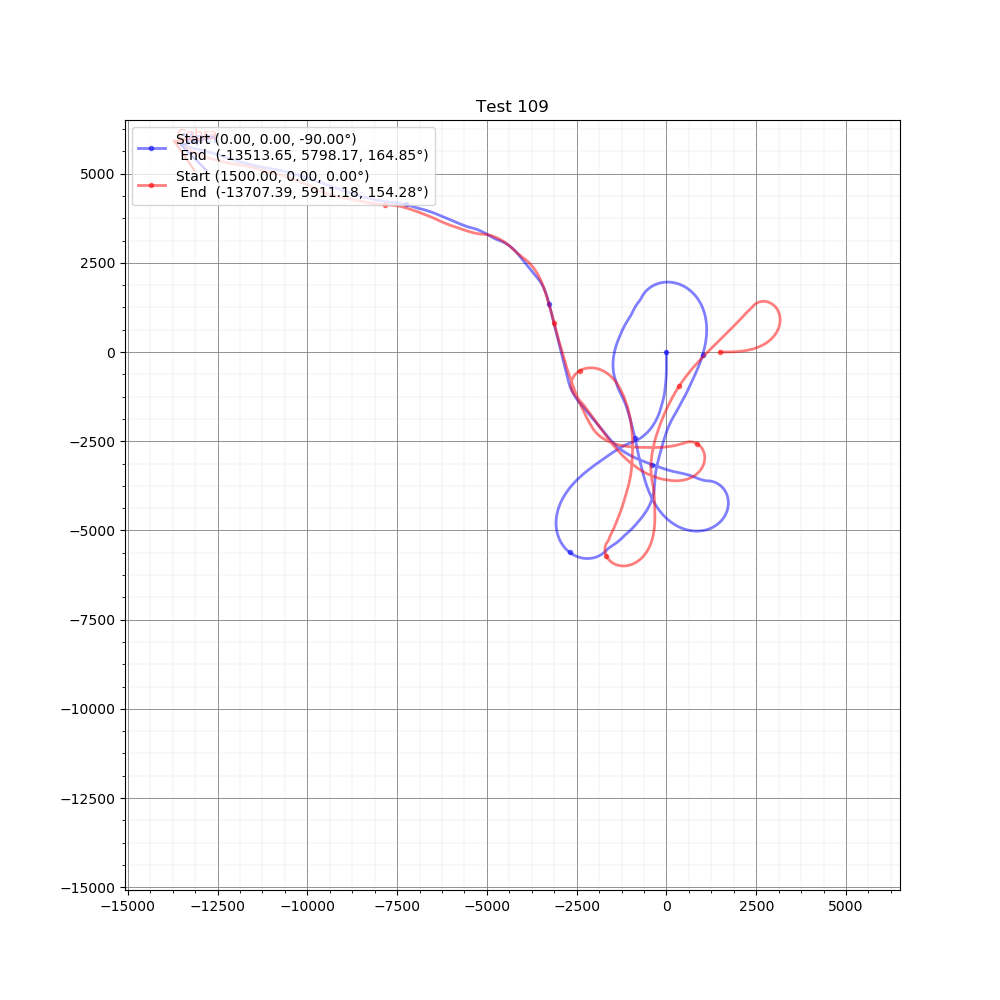 Test 109
Start (0.00, 0.00, -90.00°)
End (-13513.65, 5798.17, 164.85°)
Start (1500.00, 0.00, 0.00°)
End (-13707.39, 5911.18, 154.28°)
5000
2500
0
−2500
−5000
−7500
−10000
−12500
−15000
−15000 −12500 −10000 −7500 −5000 −2500 0 2500 5000